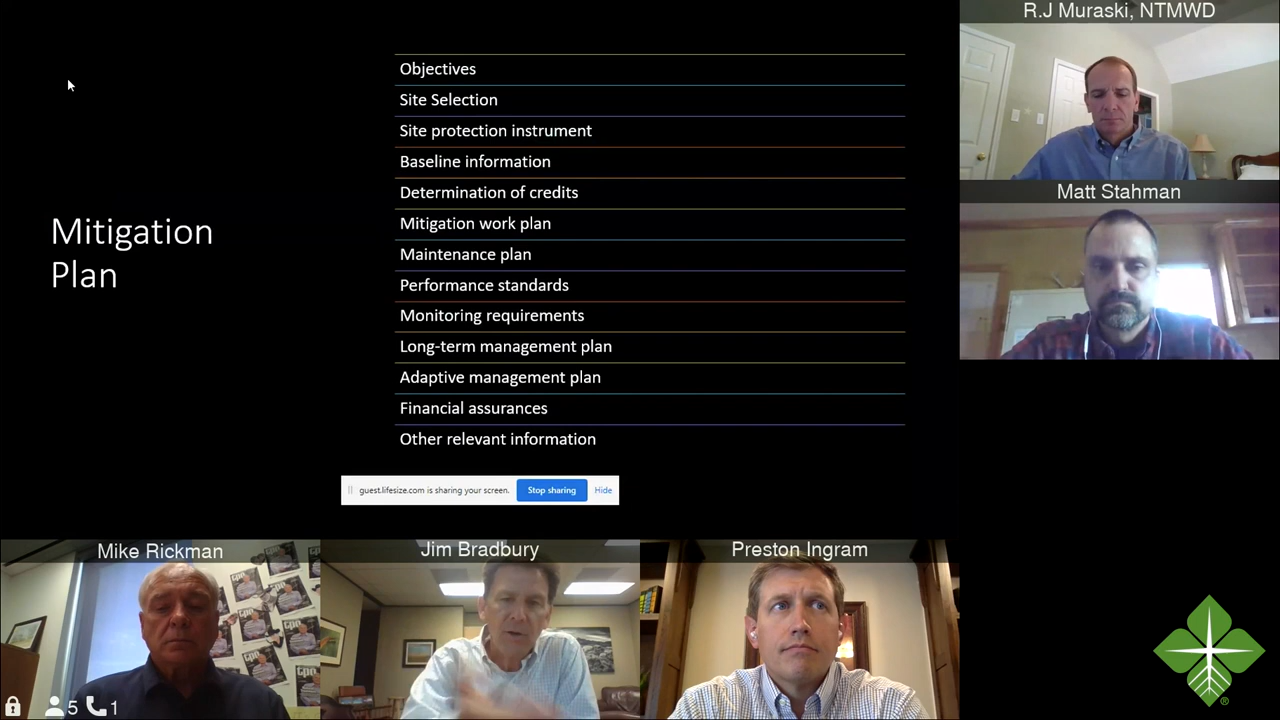 R.J Muraski, NTMWD
Objectives
Site Selection
Site protection instrument
Baseline information
Determination of credits
Mitigation work plan
Maintenance plan
Performance standards
Monitoring requirements
Long-term management plan
Adaptive management plan
Financial assurances
Other relevant information
Mitigation
Plan
Matt Stahman
guest.lifesize.com is sharing your screen.
Stop sharing
Hide
Mike Rickman
Jim Bradbury
Preston Ingram
5
1
®